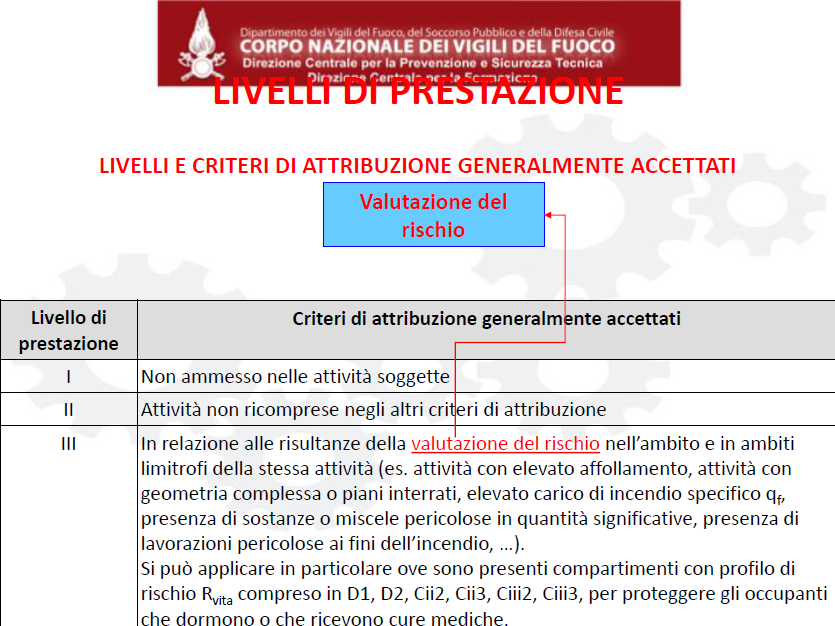 Dipartimento dei Vigili del Fuoco, del Soccorso Pubblico e della Difesa Civile
CORPO NAZIONALE DEI VIGILI DEL FUOCO
Direzione Centrale per la Prevenzione e Sicurezza Tecnica
Direzione Centrale per la Formazione
LIVELLI DI PRESTAZIONE
LIVELLI E CRITERI DI ATTRIBUZIONE GENERALMENTE ACCETTATI
Valutazione del
rischio
Livello di
prestazione
Criteri di attribuzione generalmente accettati
I
Non ammesso nelle attività soggette
II
Attività non ricomprese negli altri criteri di attribuzione
III
In relazione alle risultanze della valutazione del rischio nell'ambito e in ambiti
limitrofi della stessa attività (es. attività con elevato affollamento, attività con
geometria complessa o piani interrati, elevato carico di incendio specifico qf,
presenza di sostanze o miscele pericolose in quantità significative, presenza di
lavorazioni pericolose ai fini dell'incendio, ...).
Si può applicare in particolare ove sono presenti compartimenti con profilo di
rischio Rvita compreso in D1, D2, Cii2, Cii3, Ciii2, Ciii3, per proteggere gli occupanti
che dormono o che ricevono cure mediche.